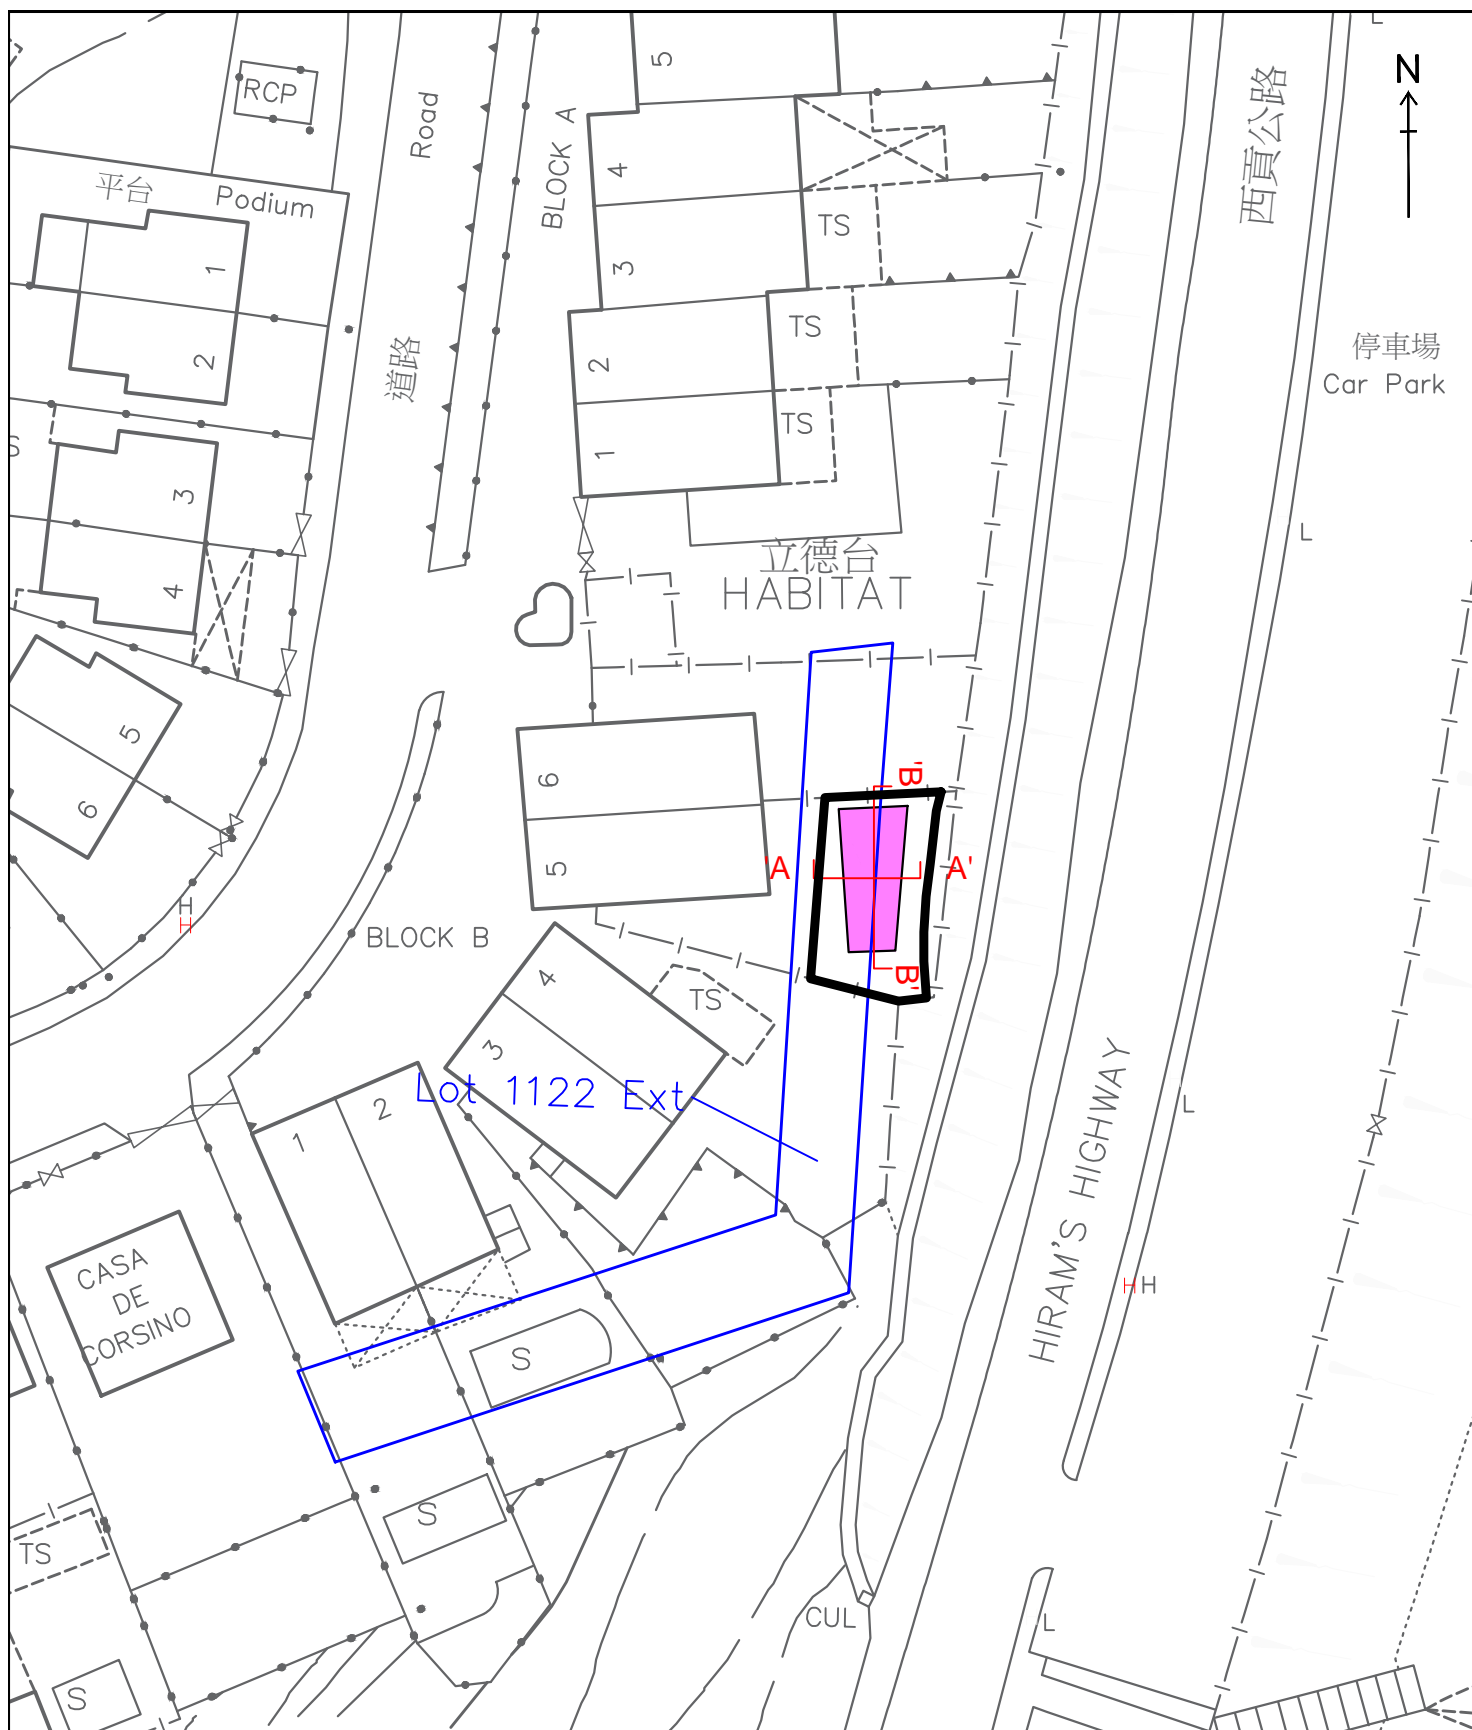 L
N
5
RCP
Road
BLOCK A
西貢公路
4
平台
Podium
TS
1
3
TS
停車場
Car Park
2
2
道路
TS
S
1
3
L
立德台
HABITAT
4
5
6
6
'B
'A
A'
5
H
H
BLOCK B
B'
4
TS
3
Lot 1122 Ext
2
1
L
HIRAM'S HIGHWAY
CASA
DE
CORSINO
H
H
S
S
TS
CUL
L
S